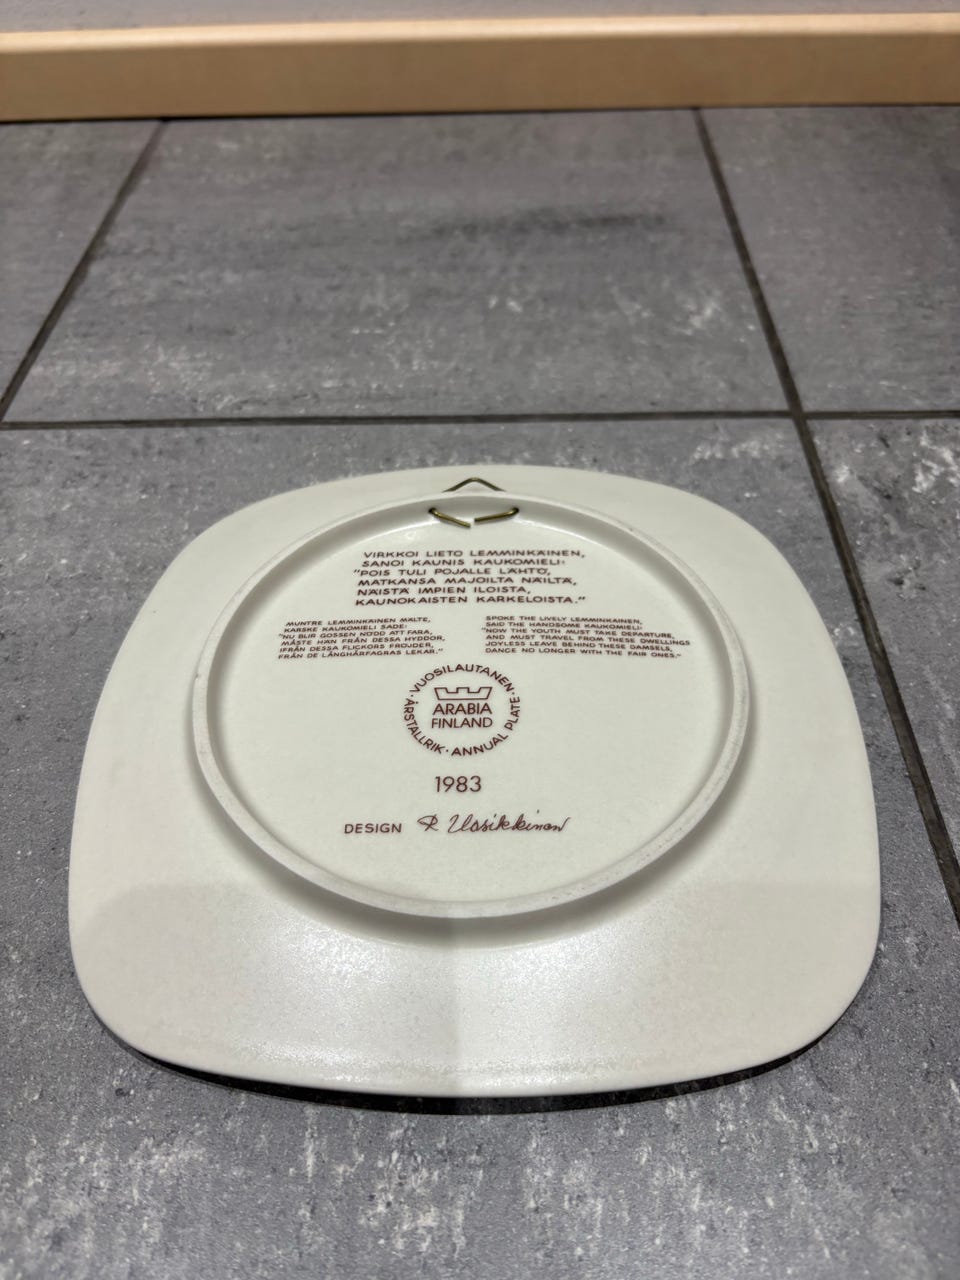 VIRKKOI LIETO LEMMINKÄINEN,
SANOI KAUNIS KAUKOMIELI:
"POIS TULI POJALLE LÄHTÖ,
MATKANSA MAJOILTA NÄILTÄ,
NÄISTÄ IMPIEN ILOISTA,
KAUNOKAISTEN KARKELOISTA."
MUNTRE LEMMINKÄINEN MÄLTE,
KARSKE KAUKOMIELI SADE:
"NU BLIR GOSSEN NÖDD ATT FARA,
MÅSTE HÄN FRÅN DESSA HYDDOR,
IFRÅN DESSA FLICKORS FRÖJDER,
FRÅN DE LÅNGHÅRFAGRAS LEKAR."
SPOKE THE LIVELY LEMMINKAINEN,
SAID THE HANDSOME KAUKOMIELI:
"NOW THE YOUTH MUST TAKE DEPARTURE,
AND MUST TRAVEL FROM THESE DWELLINGS
JOYLESS LEAVE BEHIND THESE DAMSELS,
DANCE NO LONGER WITH THE FAIR ONES."
·VUOSILAUTANEN·
ARABIA
FINLAND
ÅRSTALLRIK · ANNUAL PLATE
1983
DESIGN R Uosikkinen